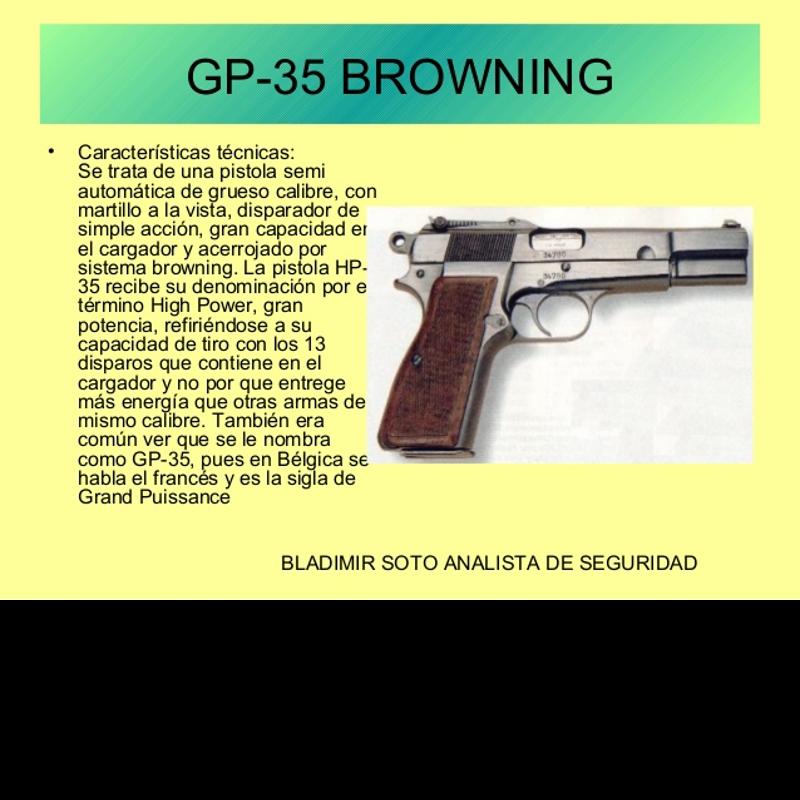 GP-35 BROWNING
• Características técnicas:
Se trata de una pistola semi
automática de grueso calibre, con
martillo a la vista, disparador de
simple acción, gran capacidad en
el cargador y acerrojado por
sistema browning. La pistola HP-
35 recibe su denominación por e
término High Power, gran
potencia, refiriéndose a su
capacidad de tiro con los 13
disparos que contiene en el
cargador y no por que entrege
más energía que otras armas de
mismo calibre. También era
común ver que se le nombra
como GP-35, pues en Bélgica se
habla el francés y es la sigla de
Grand Puissance
34700
34700
BLADIMIR SOTO ANALISTA DE SEGURIDAD